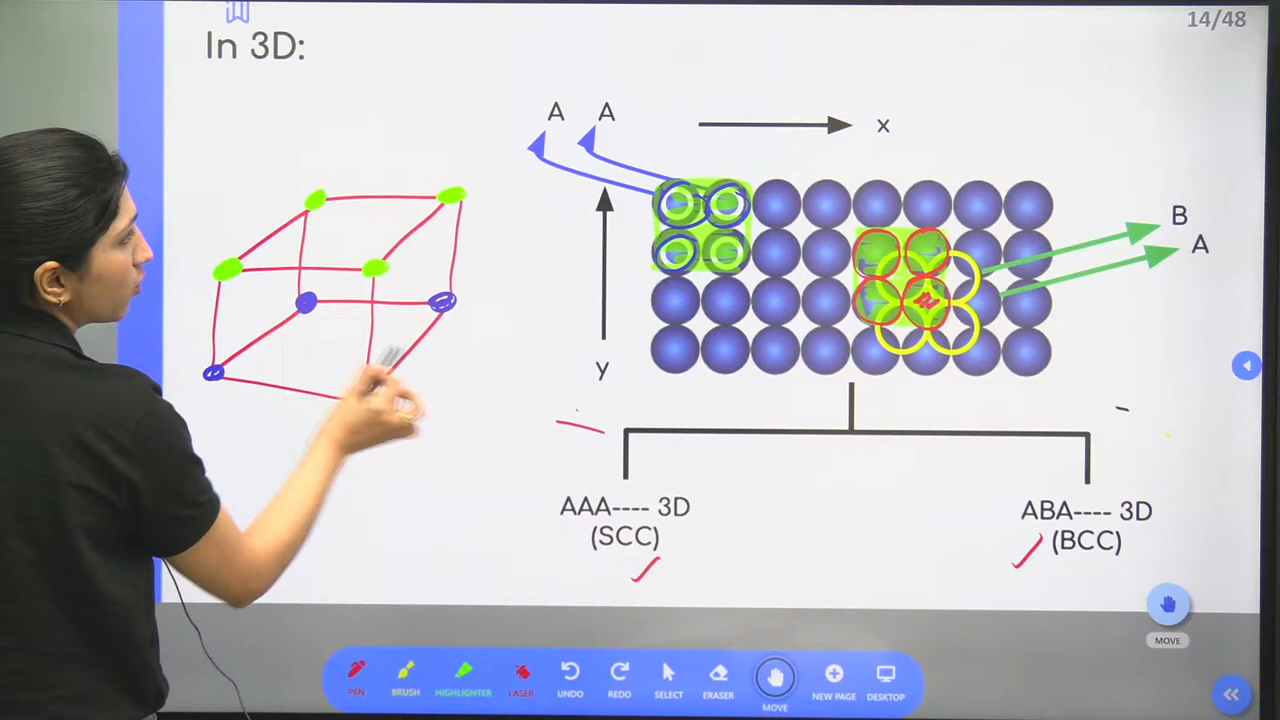 14/48
In 3D:
A A
x
B
A
y
AAA---- 3D
(SCC)
ABA---- 3D
(BCC)
MOVE
PEN BRUSH HIGHLIGHTER LASER UNDO REDO SELECT ERASER MOVE NEW PAGE DESKTOP